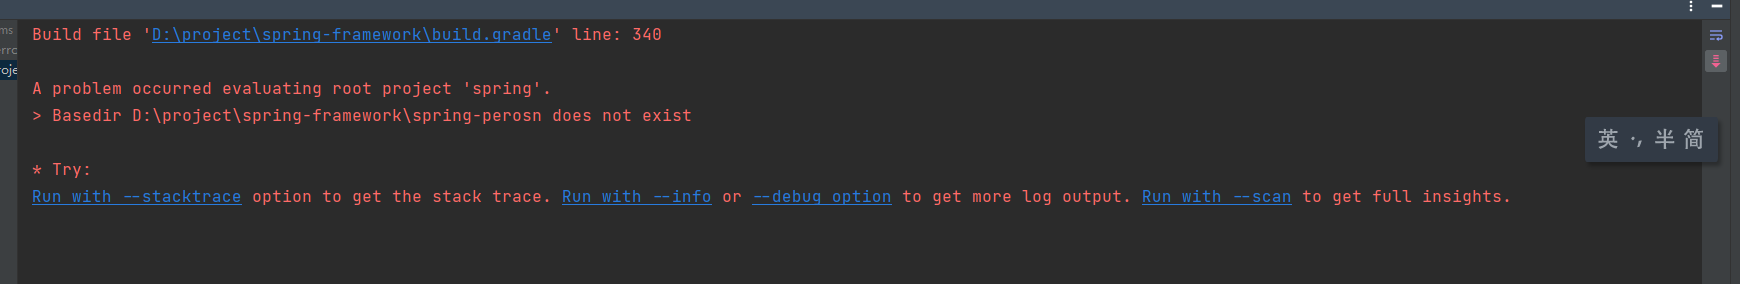 Build file 'D:\project\spring-framework\build.gradle' line: 340
A problem occurred evaluating root project 'spring'.
> Basedir D:\project\spring-framework\spring-perosn does not exist
* Try:
Run with --stacktrace option to get the stack trace. Run with --info or --debug option to get more log output. Run with --scan to get full insights.
ms
erro
roje
英 ·, 半 简